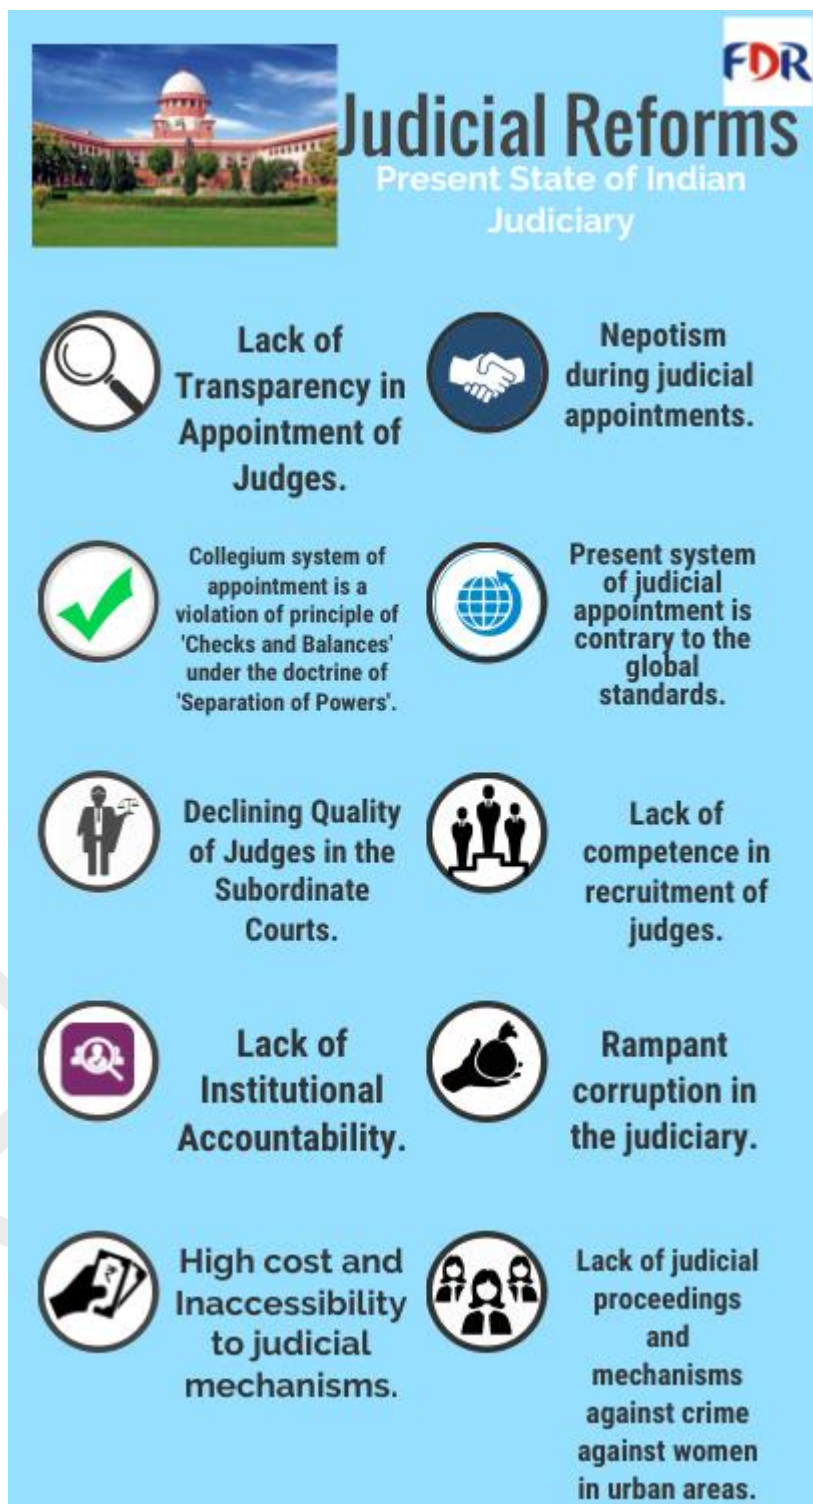 FDR
Judicial Reforms
Present State of Indian
Judiciary
Lack of
Transparency in
Appointment of
Judges.
Nepotism
during judicial
appointments.
Collegium system of
appointment is a
violation of principle of
'Checks and Balances'
under the doctrine of
'Separation of Powers'.
Present system
of judicial
appointment is
contrary to the
global
standards.
Declining Quality
of Judges in the
Subordinate
Courts.
Lack of
competence in
recruitment of
judges.
Lack of
Institutional
Accountability.
Rampant
corruption in
the judiciary.
₹
High cost and
Inaccessibility
to judicial
mechanisms.
Lack of judicial
proceedings
and
mechanisms
against crime
against women
in urban areas.